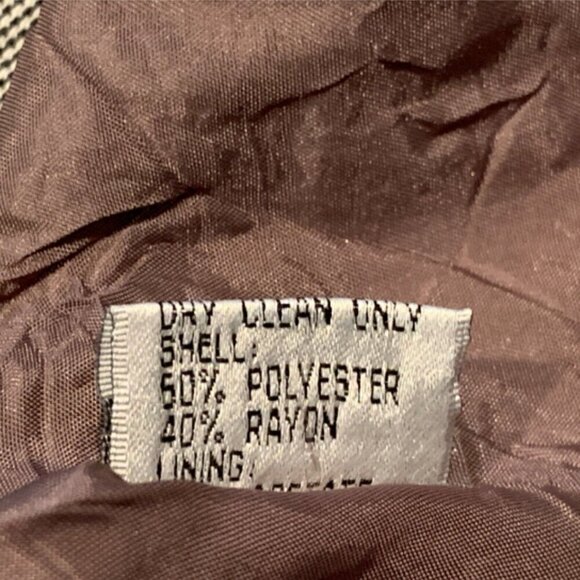 DRY CLEAN ONLY
SHELL:
60% POLYESTER
40% RAYON
LINING: